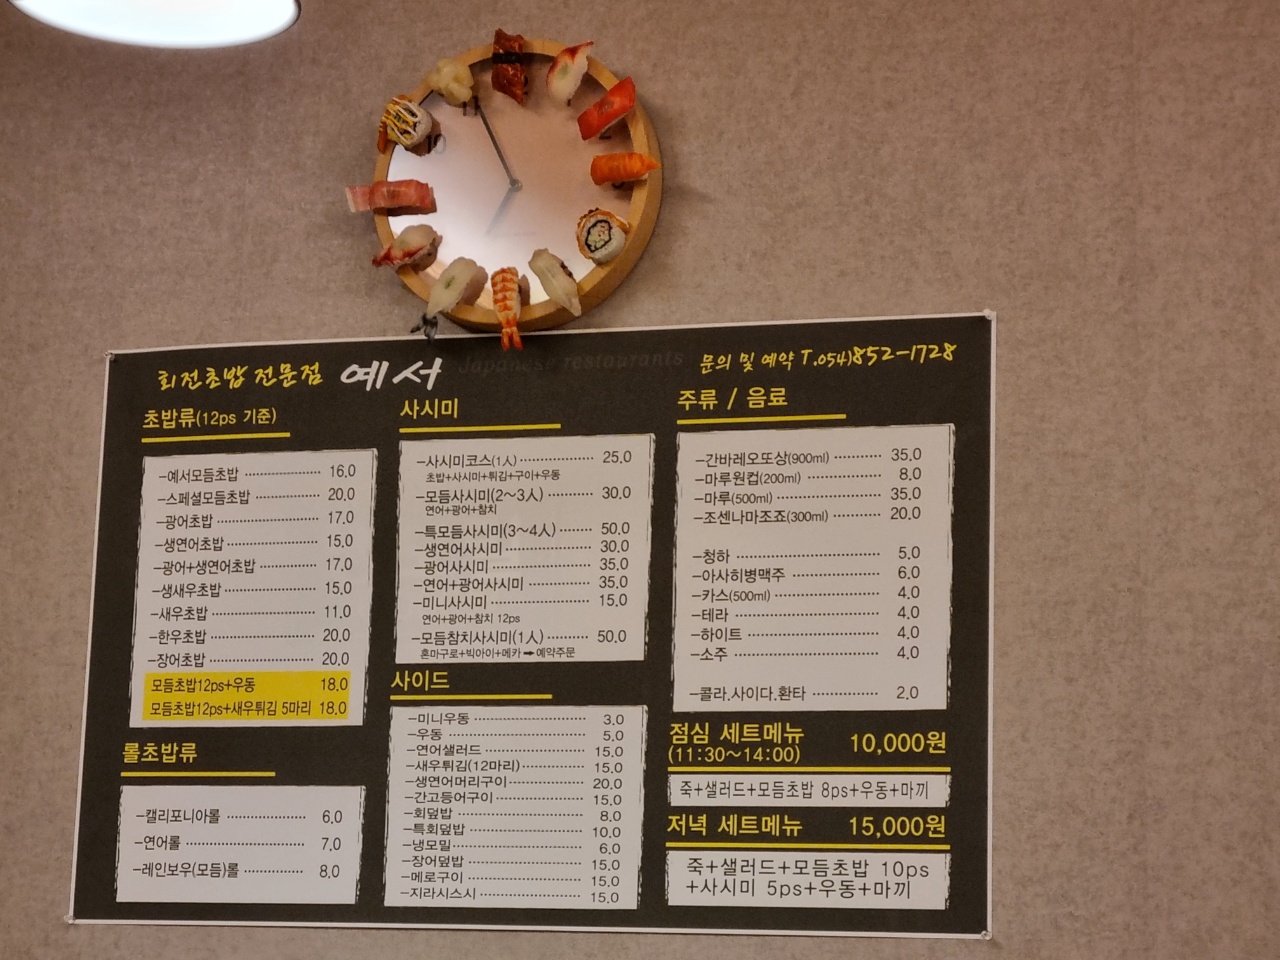 11
10
2
회전초밥 전문점 예서
Japanese restaurants
문의 및 예약 T.054)852-1728
초밥류(12ps 기준)
-예서모듬초밥 16.0
-스페셜모듬초밥 20.0
-광어초밥 17.0
-생연어초밥 15.0
-광어+생연어초밥 17.0
-생새우초밥 15.0
-새우초밥 11.0
-한우초밥 20.0
-장어초밥 20.0
모듬초밥12ps+우동 18.0
모듬초밥12ps+새우튀김 5마리 18.0
롤초밥류
-캘리포니아롤 6.0
-연어롤 7.0
-레인보우(모듬)롤 8.0
사시미
-사시미코스(1人) 25.0
초밥+사시미+튀김+구이+우동
-모듬사시미(2~3人) 30.0
연어+광어+참치
-특모듬사시미(3~4人) 50.0
-생연어사시미 30.0
-광어사시미 35.0
-연어+광어사시미 35.0
-미니사시미 15.0
연어+광어+참치 12ps
-모듬참치사시미(1人) 50.0
혼마구로+빅아이+메카 ➡ 예약주문
사이드
-미니우동 3.0
-우동 5.0
-연어샐러드 15.0
-새우튀김(12마리) 15.0
-생연어머리구이 20.0
-간고등어구이 15.0
-회덮밥 8.0
-특회덮밥 10.0
-냉모밀 6.0
-장어덮밥 15.0
-메로구이 15.0
-지라시스시 15.0
주류 / 음료
-간바레오또상(900ml) 35.0
-마루원컵(200ml) 8.0
-마루(500ml) 35.0
-조센나마조죠(300ml) 20.0
-청하 5.0
-아사히병맥주 6.0
-카스(500ml) 4.0
-테라 4.0
-하이트 4.0
-소주 4.0
-콜라.사이다.환타 2.0
점심 세트메뉴 10,000원
(11:30~14:00)
죽+샐러드+모듬초밥 8ps+우동+마끼
저녁 세트메뉴 15,000원
죽+샐러드+모듬초밥 10ps
+사시미 5ps+우동+마끼